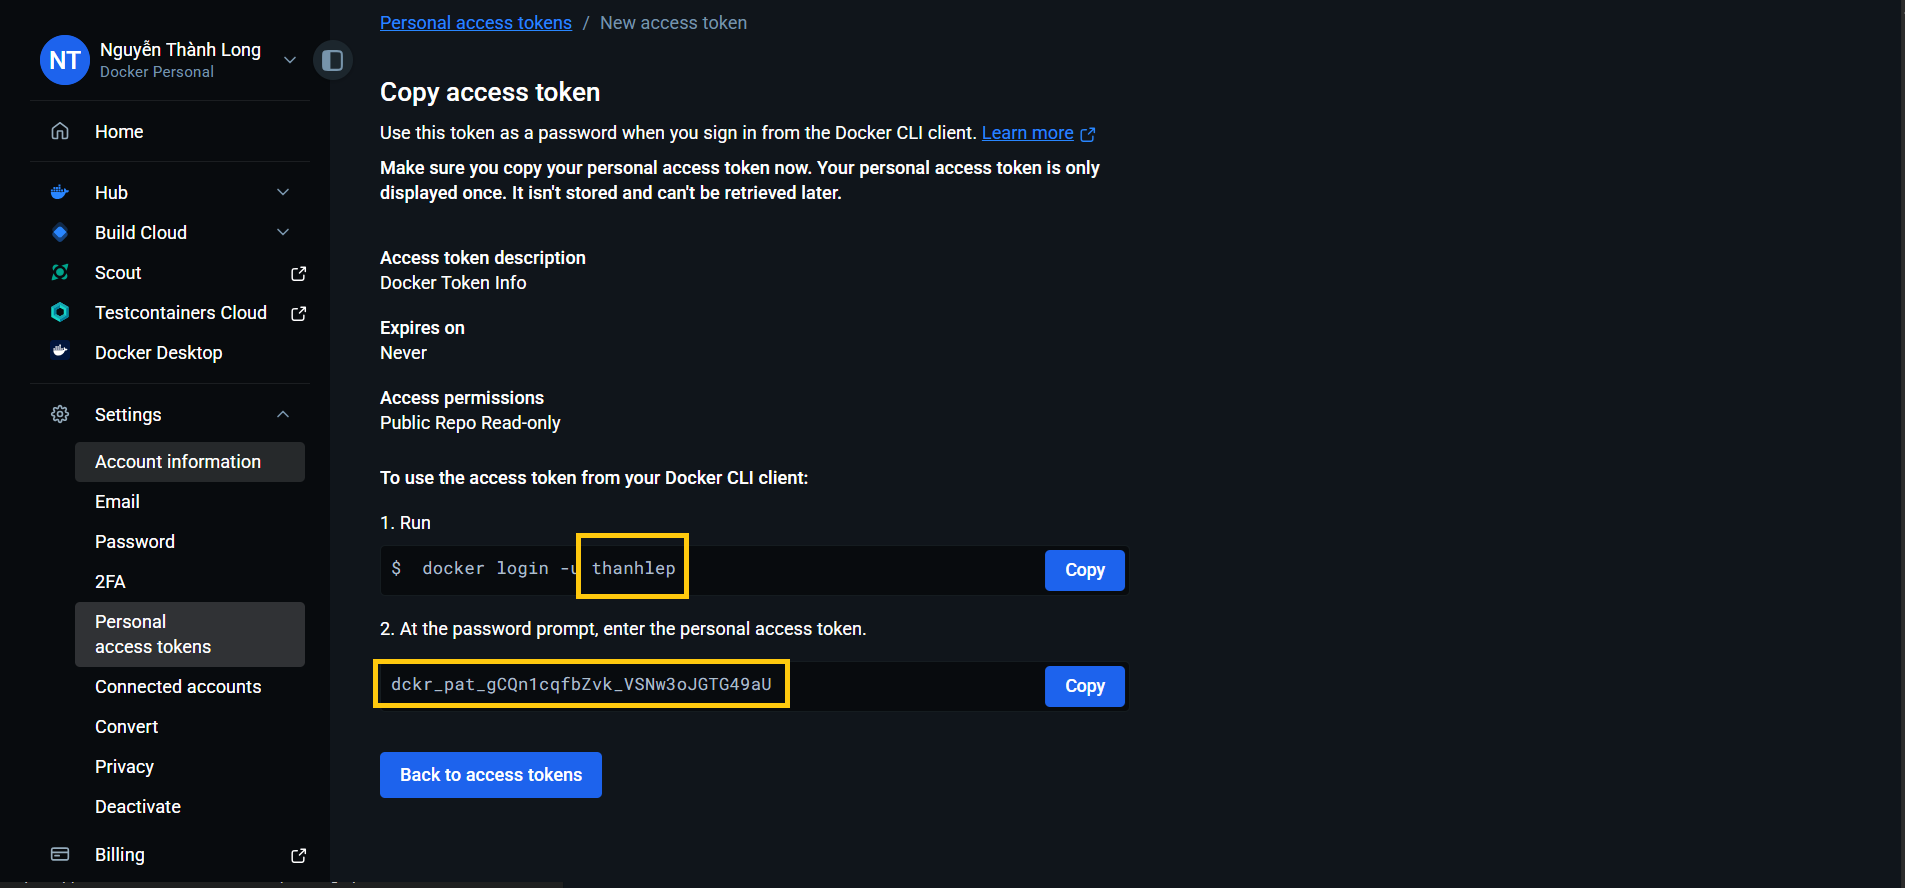 NT
Nguyễn Thành Long
Docker Personal
Home
Hub
Build Cloud
Scout
Testcontainers Cloud
Docker Desktop
Settings
Account information
Email
Password
2FA
Personal
access tokens
Connected accounts
Convert
Privacy
Deactivate
Billing
Personal access tokens / New access token
Copy access token
Use this token as a password when you sign in from the Docker CLI client. Learn more
Make sure you copy your personal access token now. Your personal access token is only
displayed once. It isn't stored and can't be retrieved later.
Access token description
Docker Token Info
Expires on
Never
Access permissions
Public Repo Read-only
To use the access token from your Docker CLI client:
1. Run
$ docker login -u thanhlep
Copy
2. At the password prompt, enter the personal access token.
dckr_pat_gCQn1cqfbZvk_VSNw3oJGTG49aU
Copy
Back to access tokens